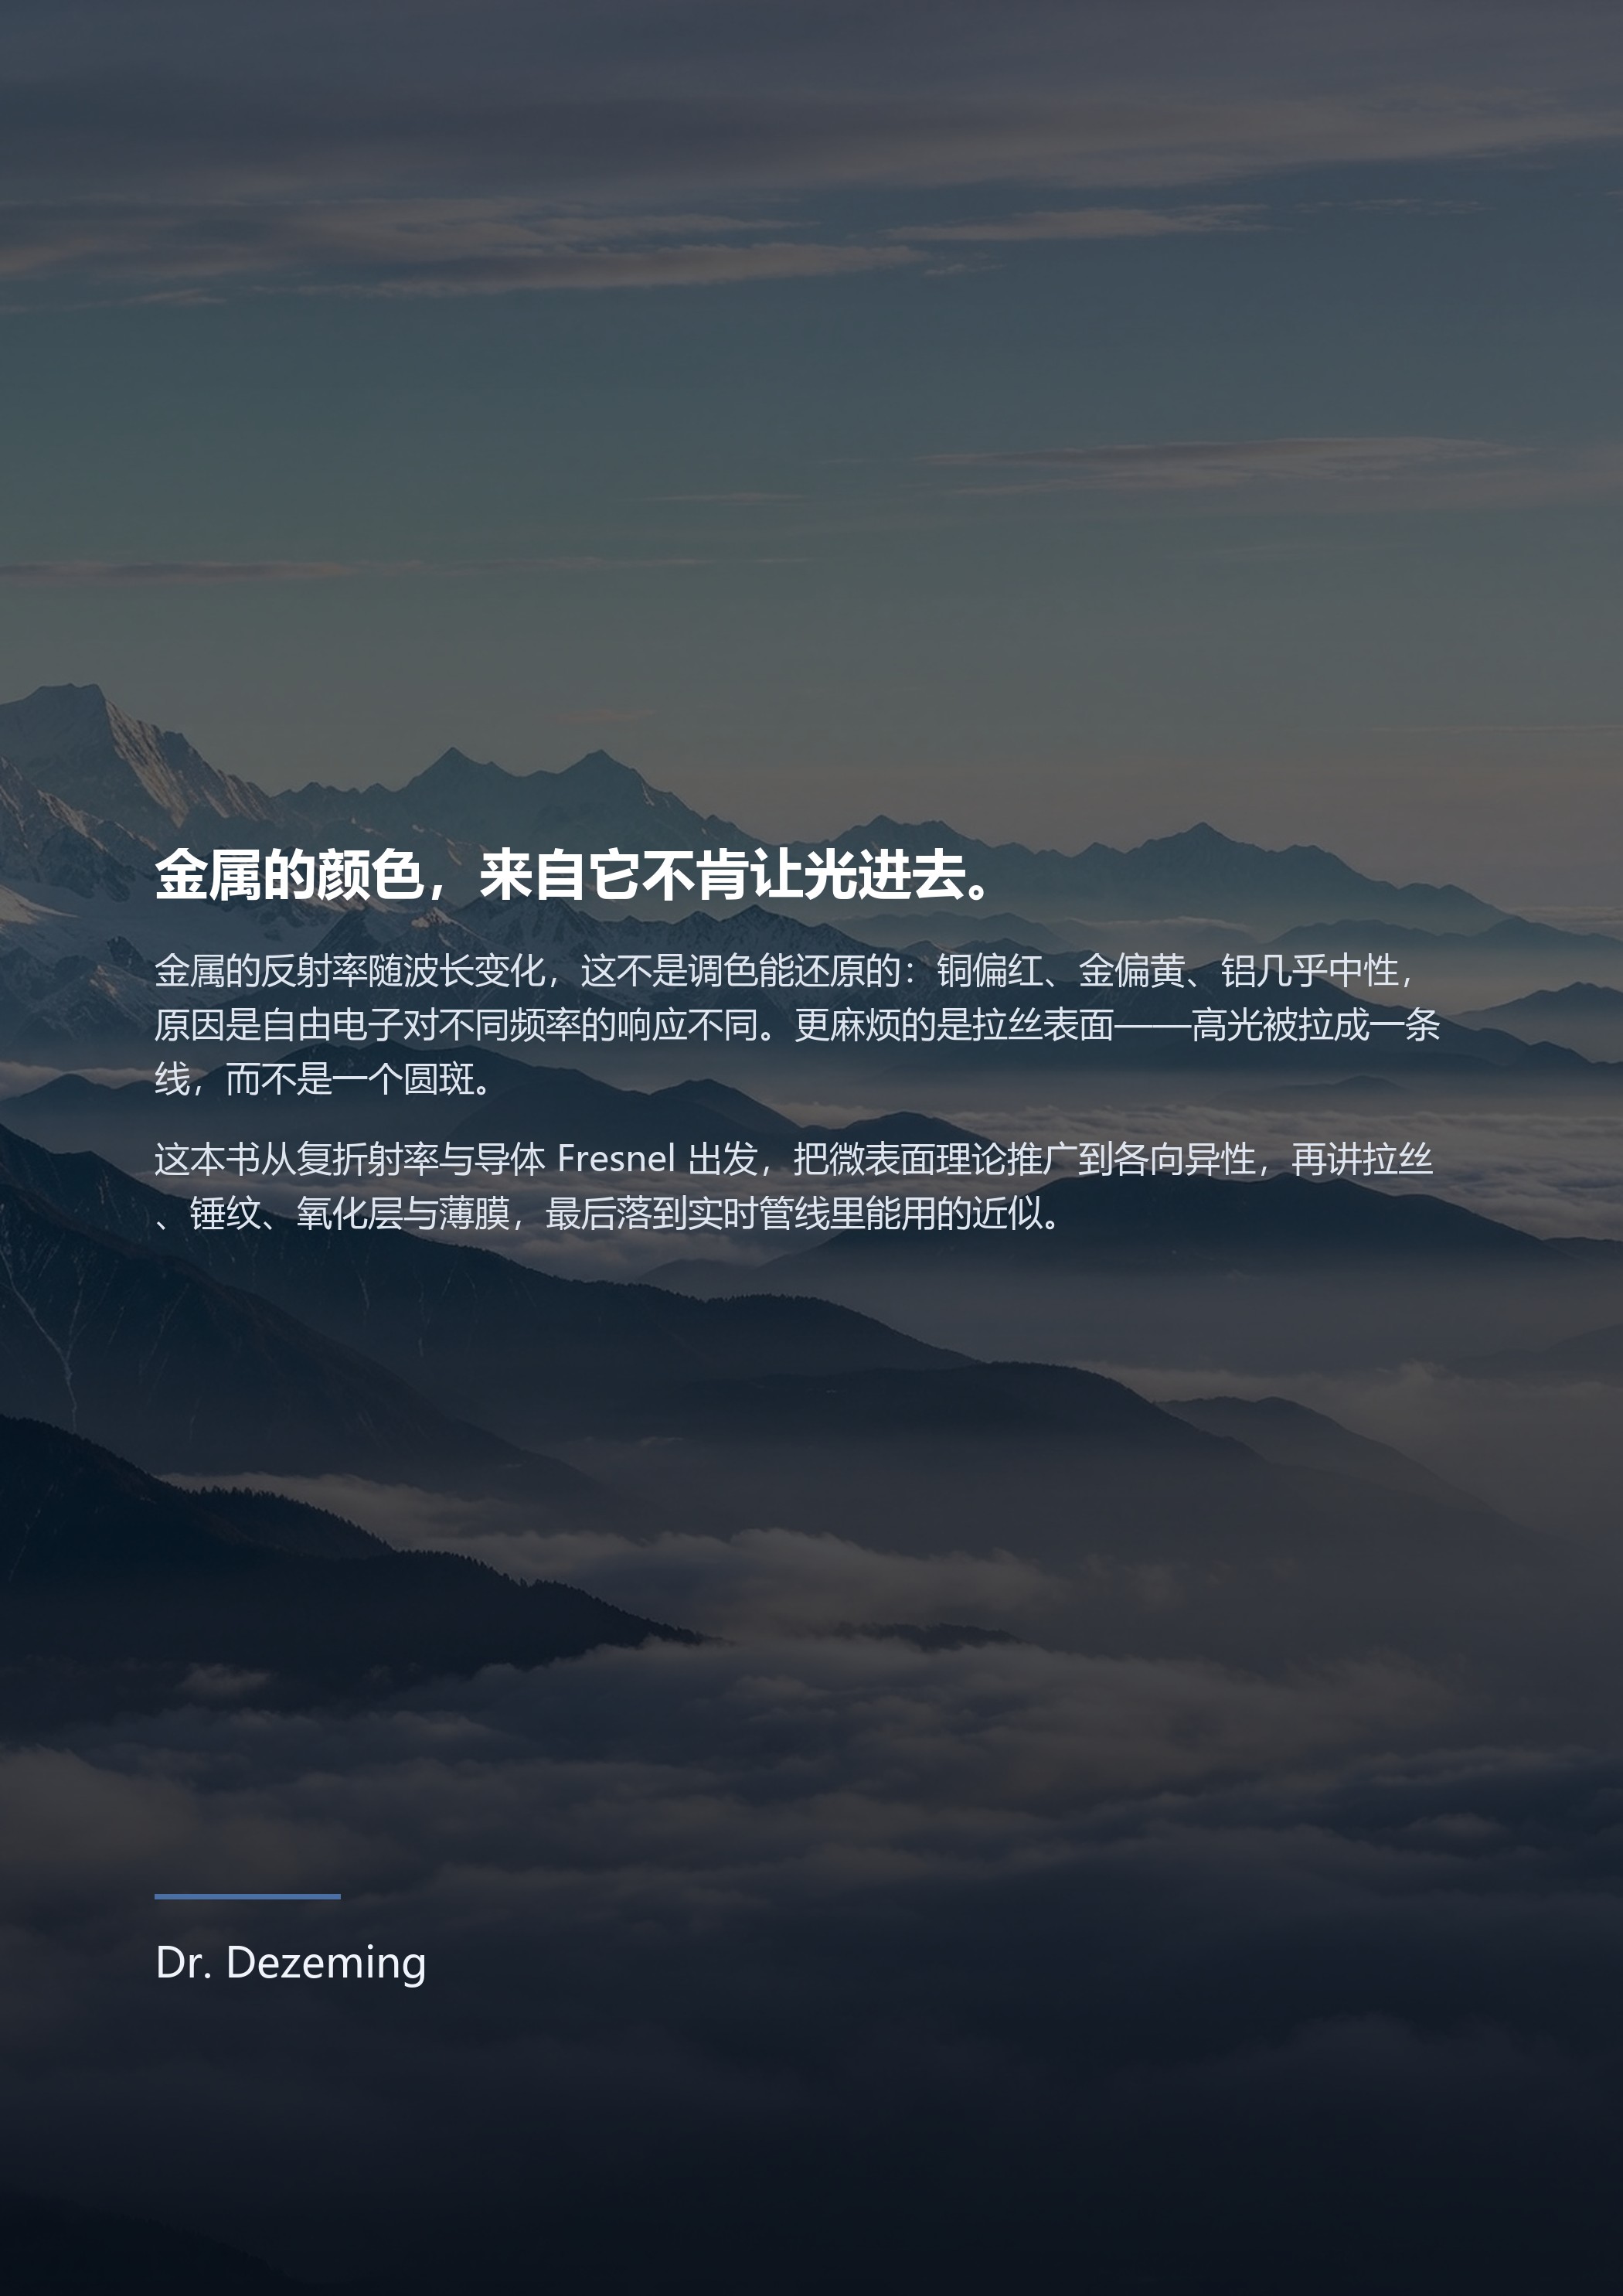 金属的颜色，来自它不肯让光进去。
金属的反射率随波长变化，这不是调色能还原的：铜偏红、金偏黄、铝几乎中性，
原因是自由电子对不同频率的响应不同。更麻烦的是拉丝表面——高光被拉成一条
线，而不是一个圆斑。
这本书从复折射率与导体 Fresnel 出发，把微表面理论推广到各向异性，再讲拉丝
、锤纹、氧化层与薄膜，最后落到实时管线里能用的近似。
Dr. Dezeming